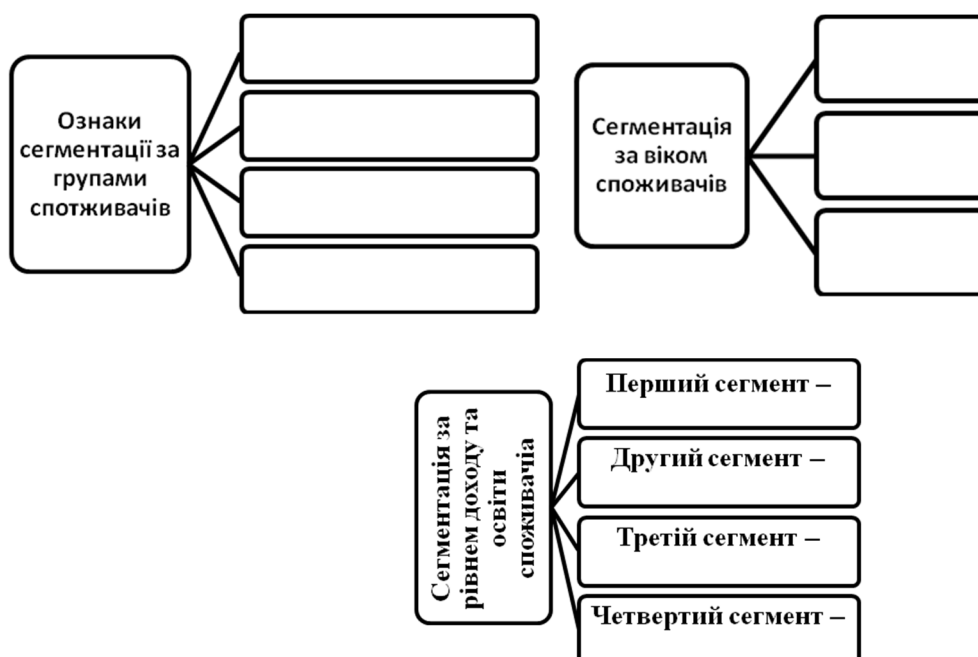 Ознаки
сегментації за
групами
спотживачів
Сегментація
за віком
споживачів
Сегментація за
рівнем доходу та
освіти
споживачіа
Перший сегмент –
Другий сегмент –
Третій сегмент –
Четвертий сегмент –